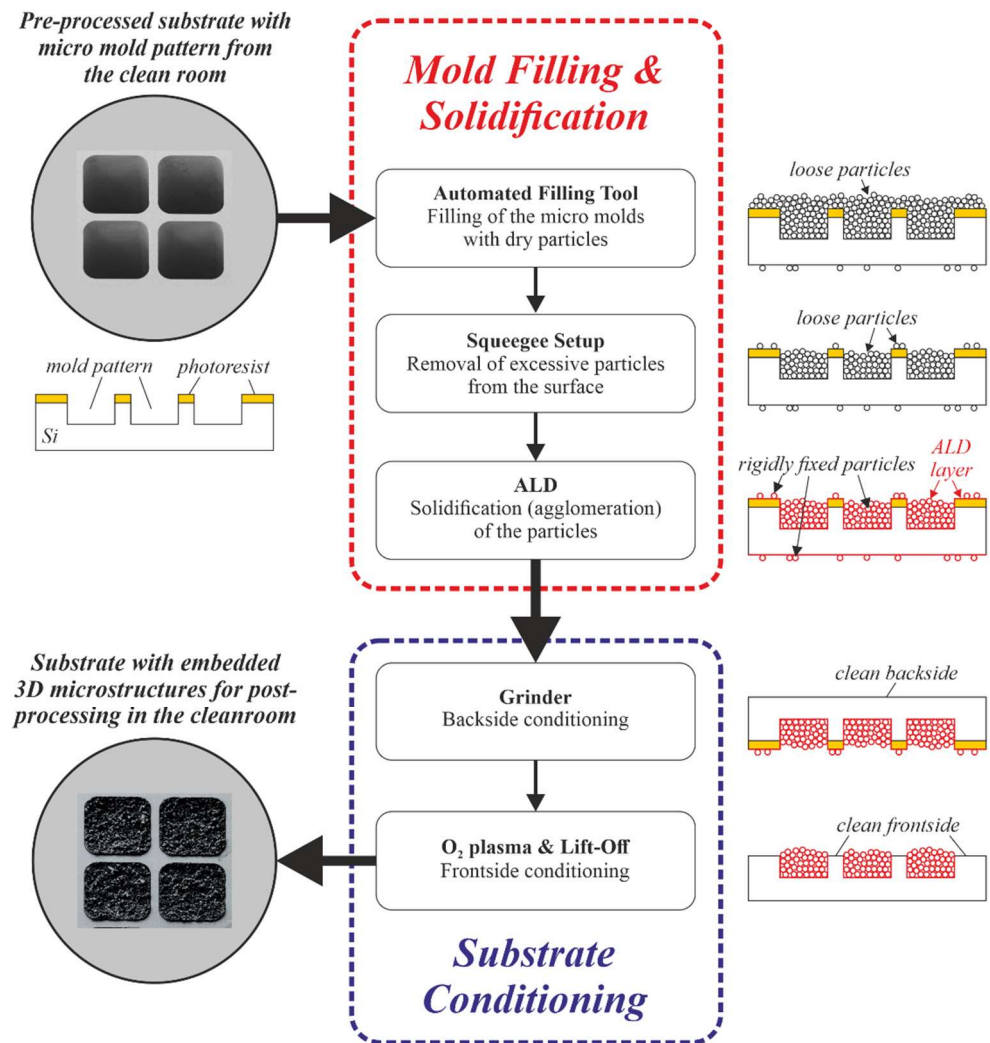 Pre-processed substrate with
micro mold pattern from
the clean room
Mold Filling &
Solidification
Automated Filling Tool
Filling of the micro molds
with dry particles
loose particles
Squeegee Setup
Removal of excessive particles
from the surface
loose particles
mold pattern
photoresist
Si
ALD
Solidification (agglomeration)
of the particles
rigidly fixed particles
ALD
layer
Substrate with embedded
3D microstructures for post-
processing in the cleanroom
Grinder
Backside conditioning
clean backside
O₂ plasma & Lift-Off
Frontside conditioning
clean frontside
Substrate
Conditioning